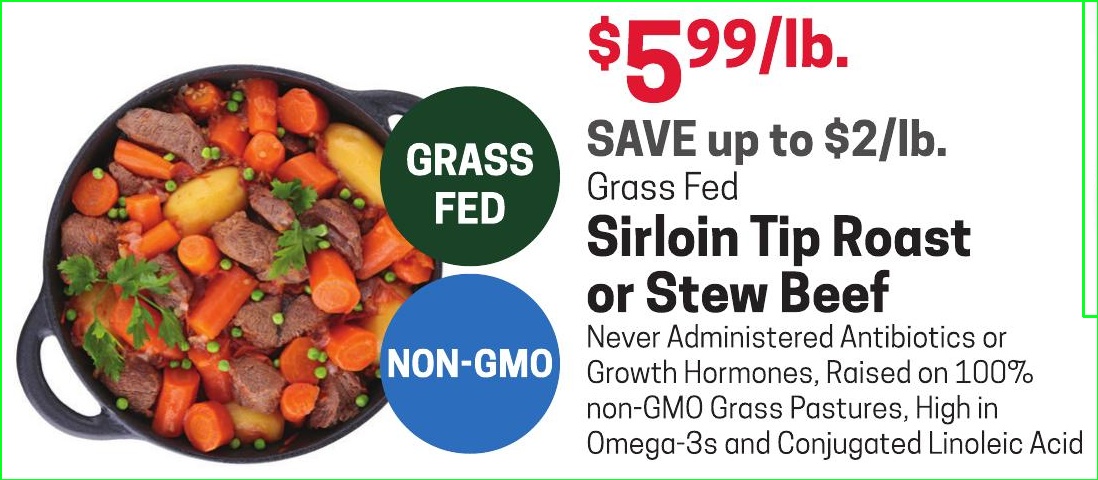 GRASS
FED
NON-GMO
$5.99/lb.
SAVE up to $2/lb.
Grass Fed
Sirloin Tip Roast
or Stew Beef
Never Administered Antibiotics or
Growth Hormones, Raised on 100%
non-GMO Grass Pastures, High in
Omega-3s and Conjugated Linoleic Acid